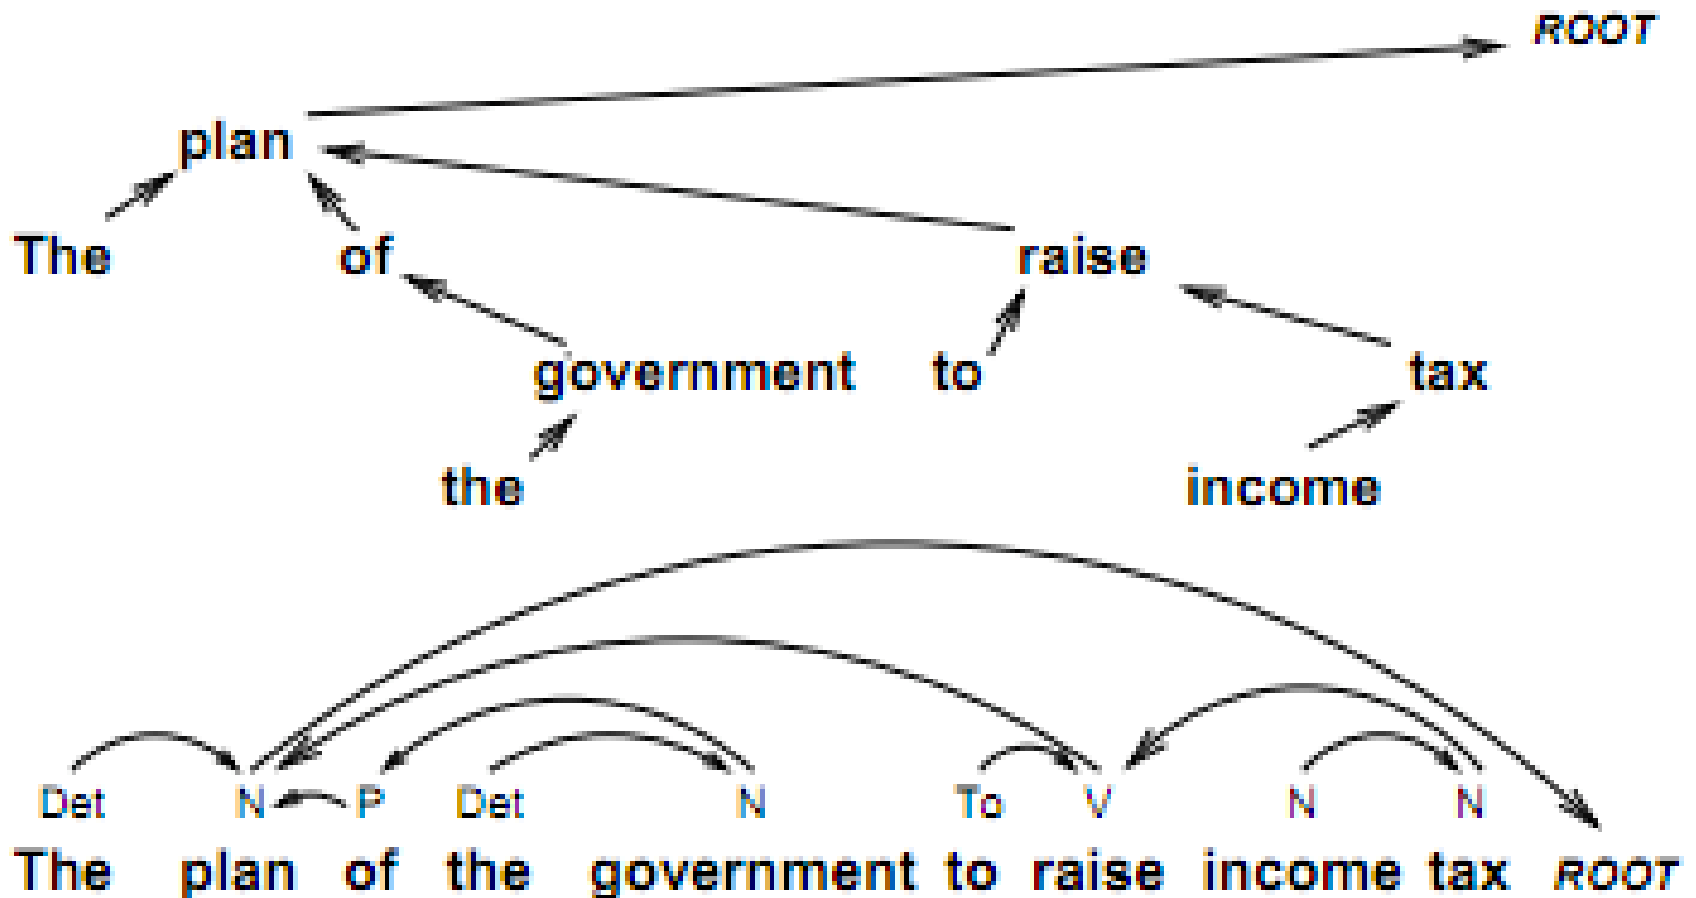 ROOT
plan
The of raise
government to tax
the income
Det N P Det N To V N N
The plan of the government to raise income tax ROOT